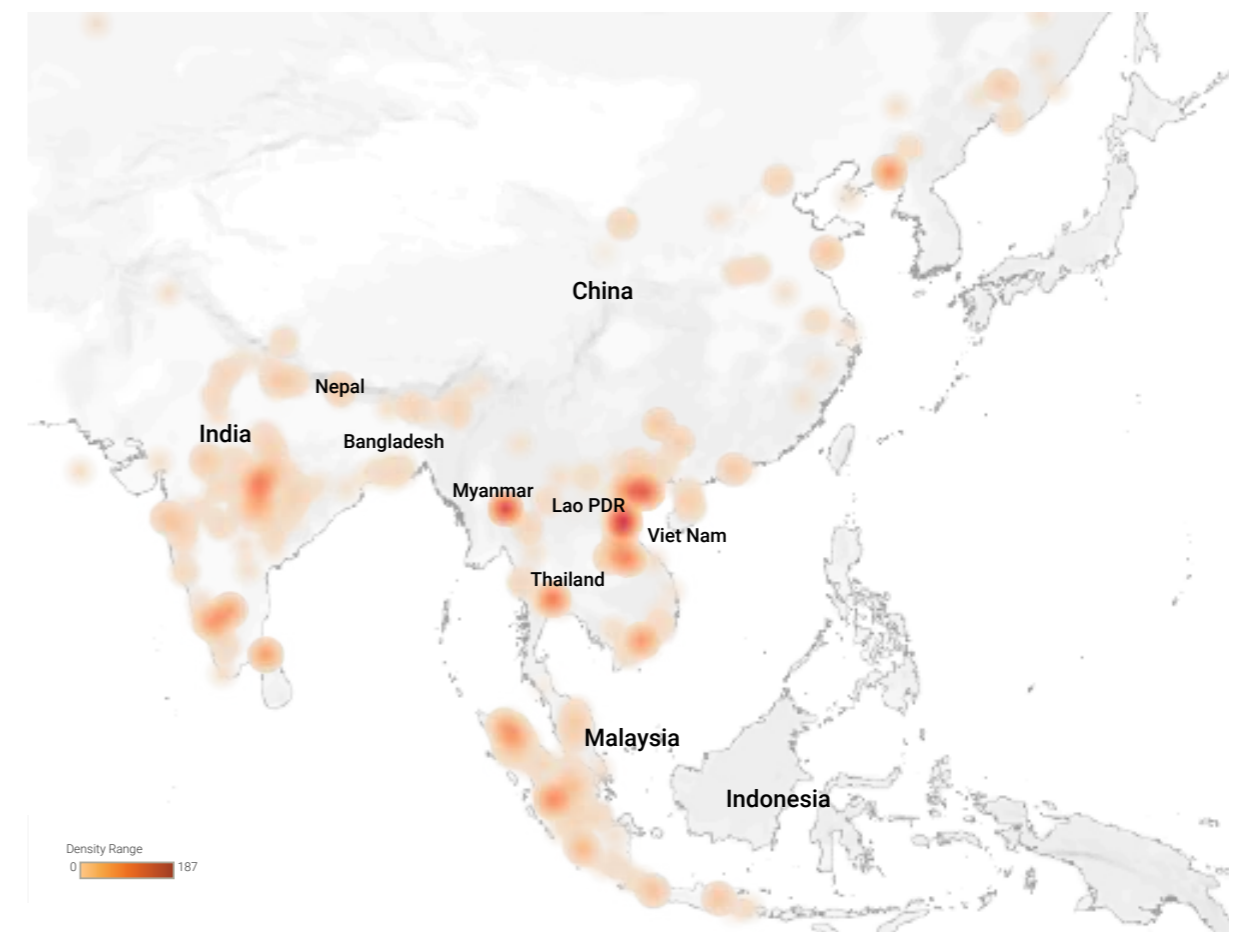 China
Nepal
India
Bangladesh
Myanmar
Lao PDR
Viet Nam
Thailand
Malaysia
Indonesia
Density Range
0
187